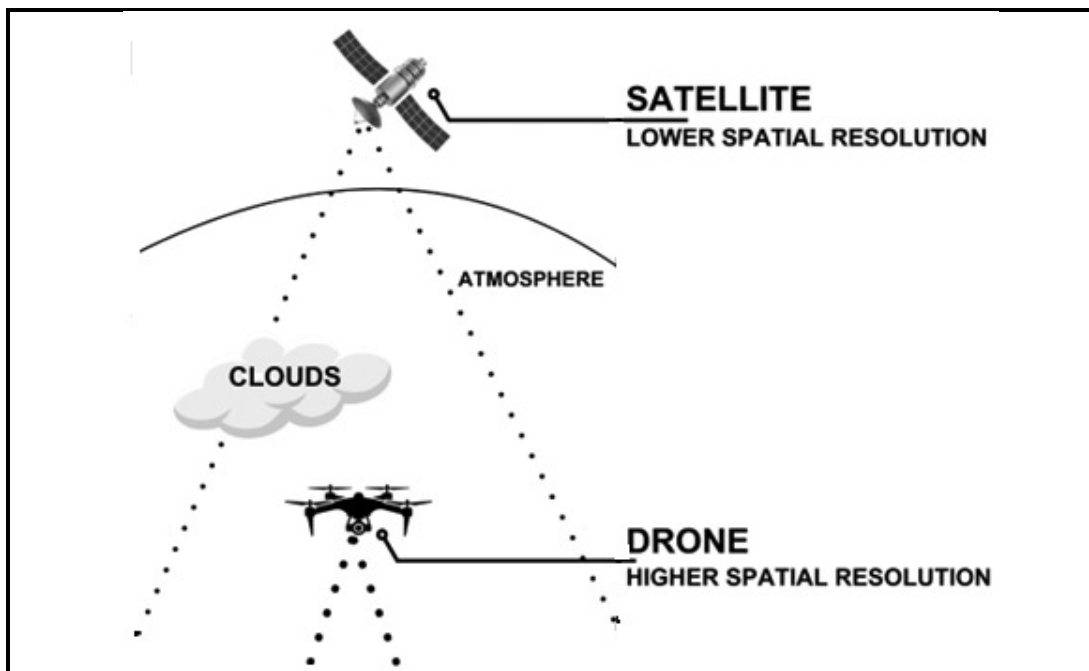 SATELLITE
LOWER SPATIAL RESOLUTION
ATMOSPHERE
CLOUDS
DRONE
HIGHER SPATIAL RESOLUTION